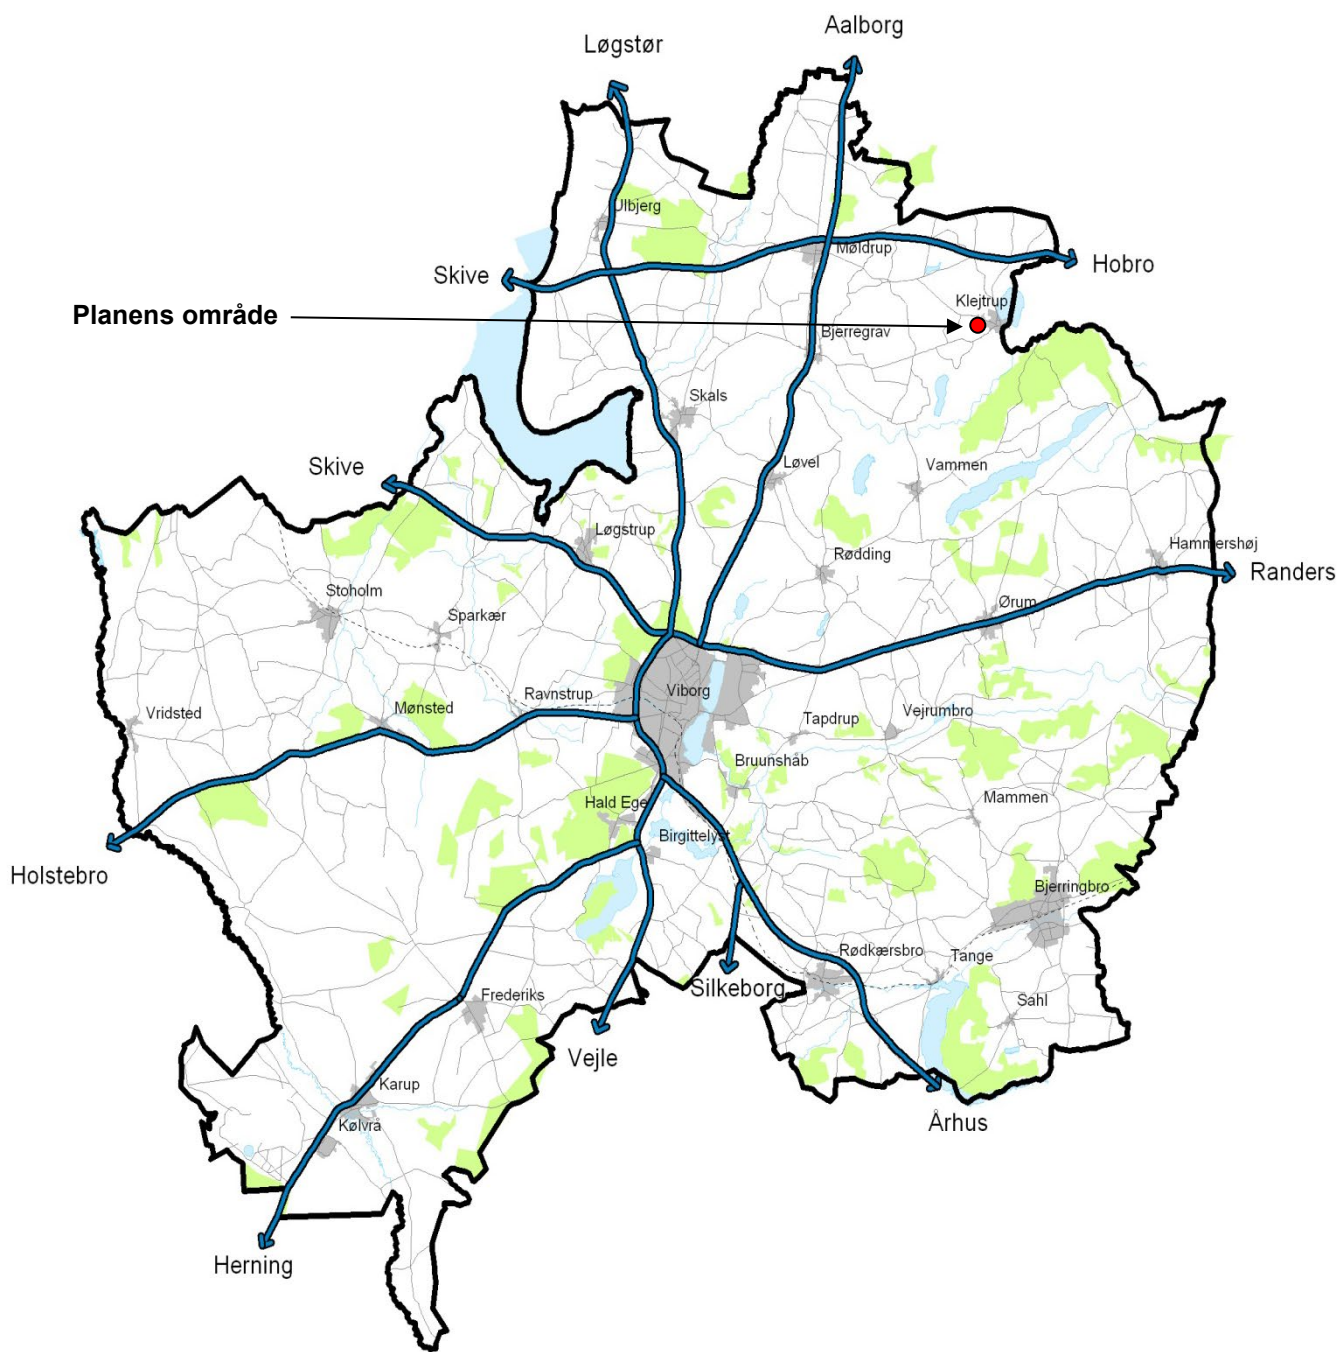 Aalborg
Løgstør
Ulbjerg
Møldrup
Hobro
Skive
Klejtrup
Planens område
Bjerregrav
Skals
Skive
Løvel
Vammen
Løgstrup
Rødding
Hammershøj
Randers
Stoholm
Sparkær
Ørum
Ravnstrup
Viborg
Vridsted
Mønsted
Tapdrup
Vejrumbro
Bruunshåb
Hald Ege
Mammen
Birgittelyst
Holstebro
Bjerringbro
Rødkærsbro
Tange
Silkeborg
Frederiks
Sahl
Vejle
Karup
Århus
Kølvrå
Herning